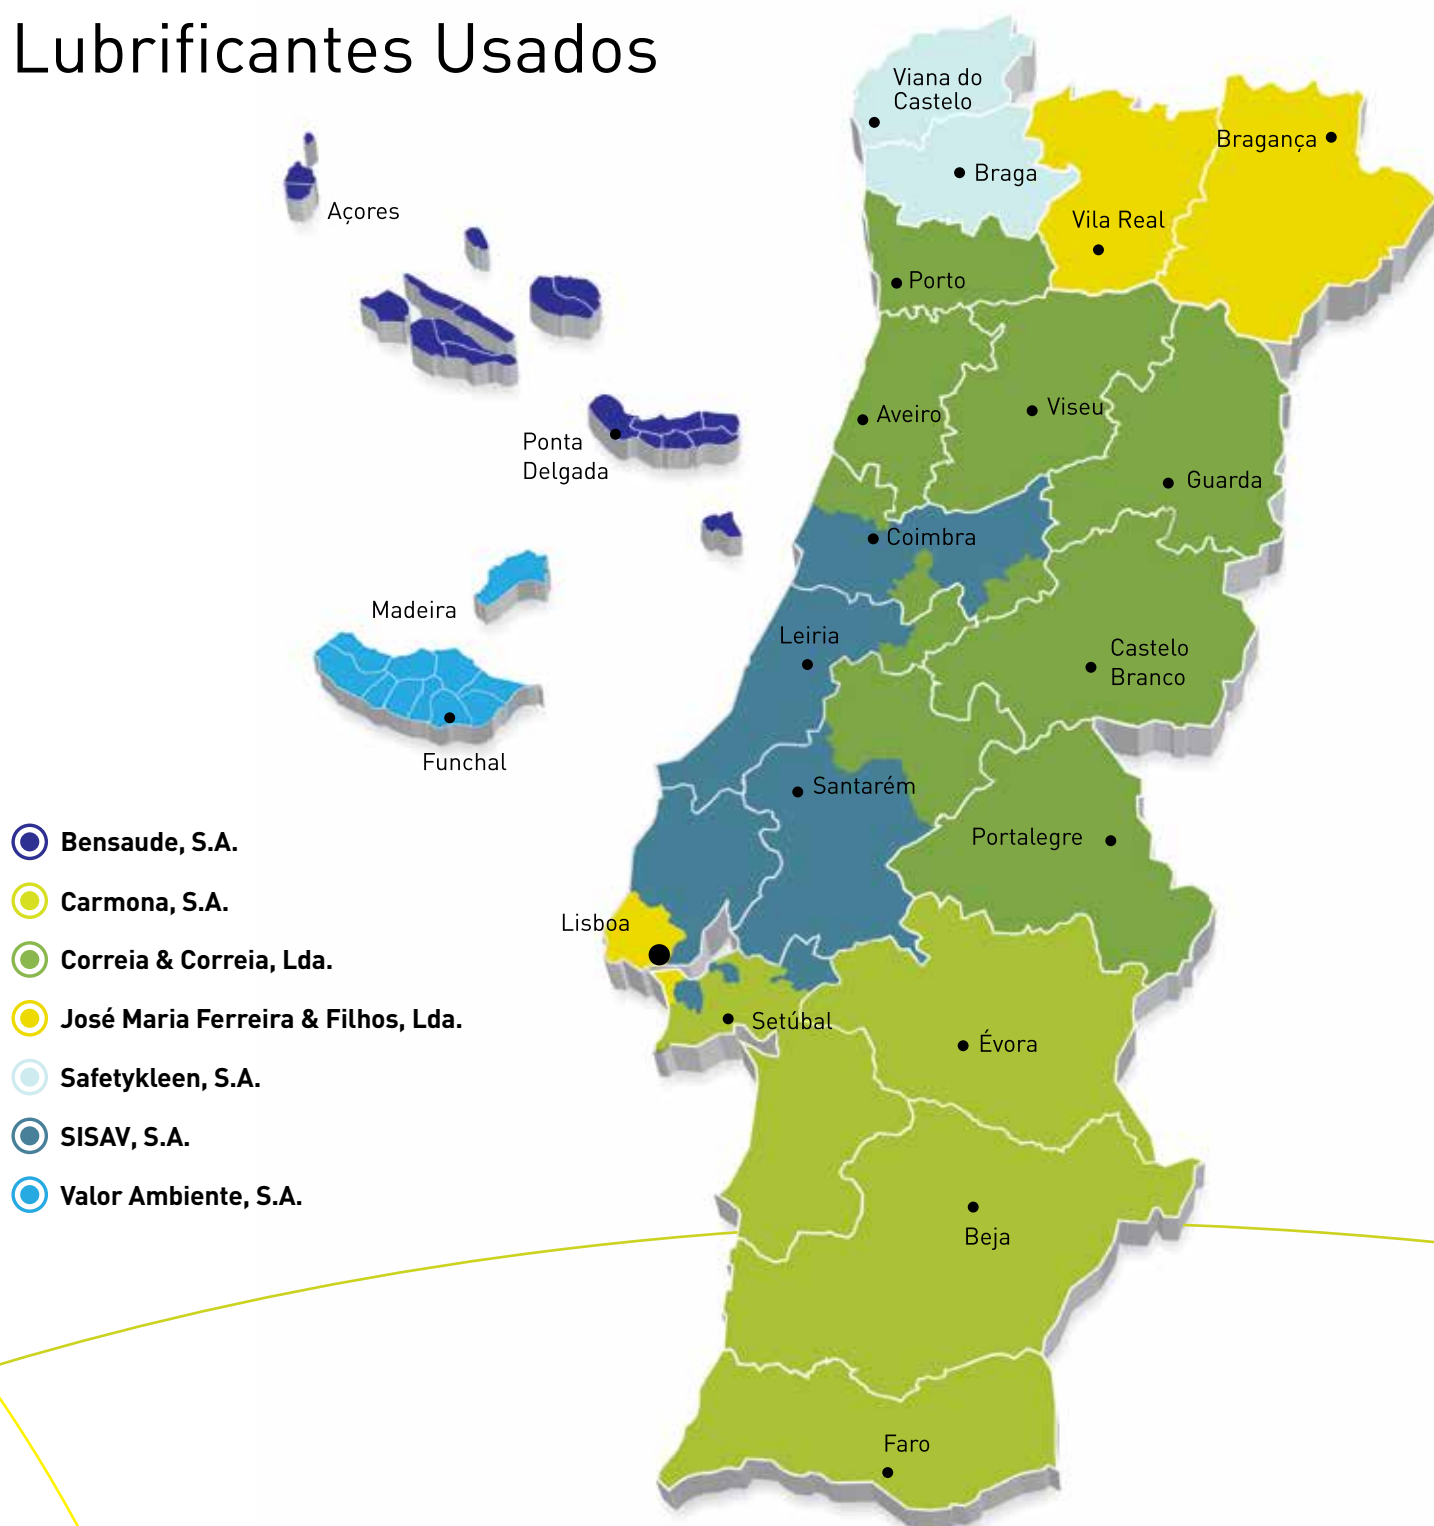 Lubrificantes Usados
Viana do
Castelo
Bragança
Braga
Açores
Vila Real
Porto
Aveiro
Viseu
Ponta
Delgada
Guarda
Coimbra
Madeira
Leiria
Castelo
Branco
Funchal
Santarém
Portalegre
Bensaude, S.A.
Carmona, S.A.
Lisboa
Correia & Correia, Lda.
José Maria Ferreira & Filhos, Lda.
Setúbal
Évora
Safetykleen, S.A.
SISAV, S.A.
Valor Ambiente, S.A.
Beja
Faro